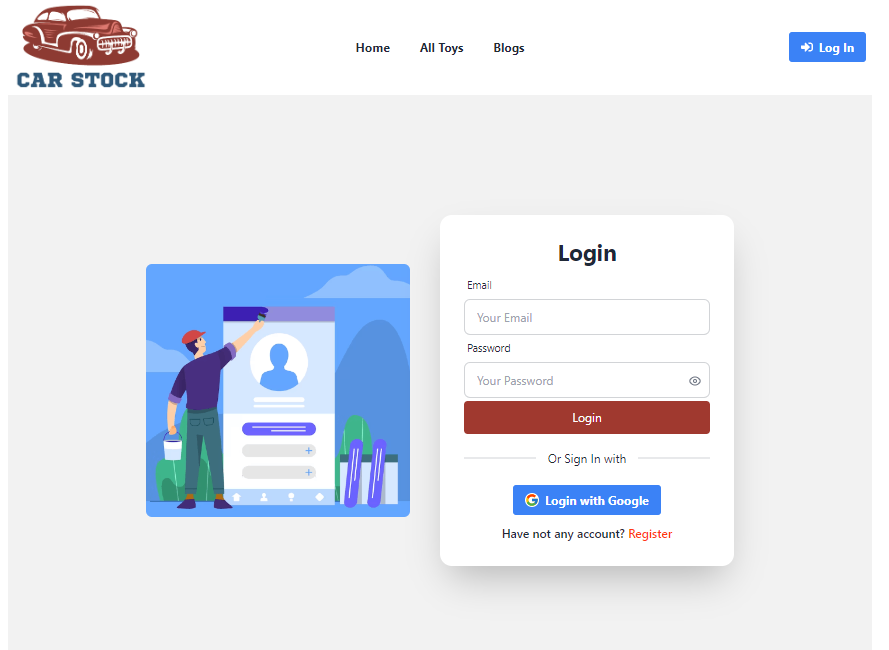 CAR STOCK
Home
All Toys
Blogs
Log In
Login
Email
Your Email
Password
Your Password
Login
Or Sign In with
Login with Google
Have not any account? Register